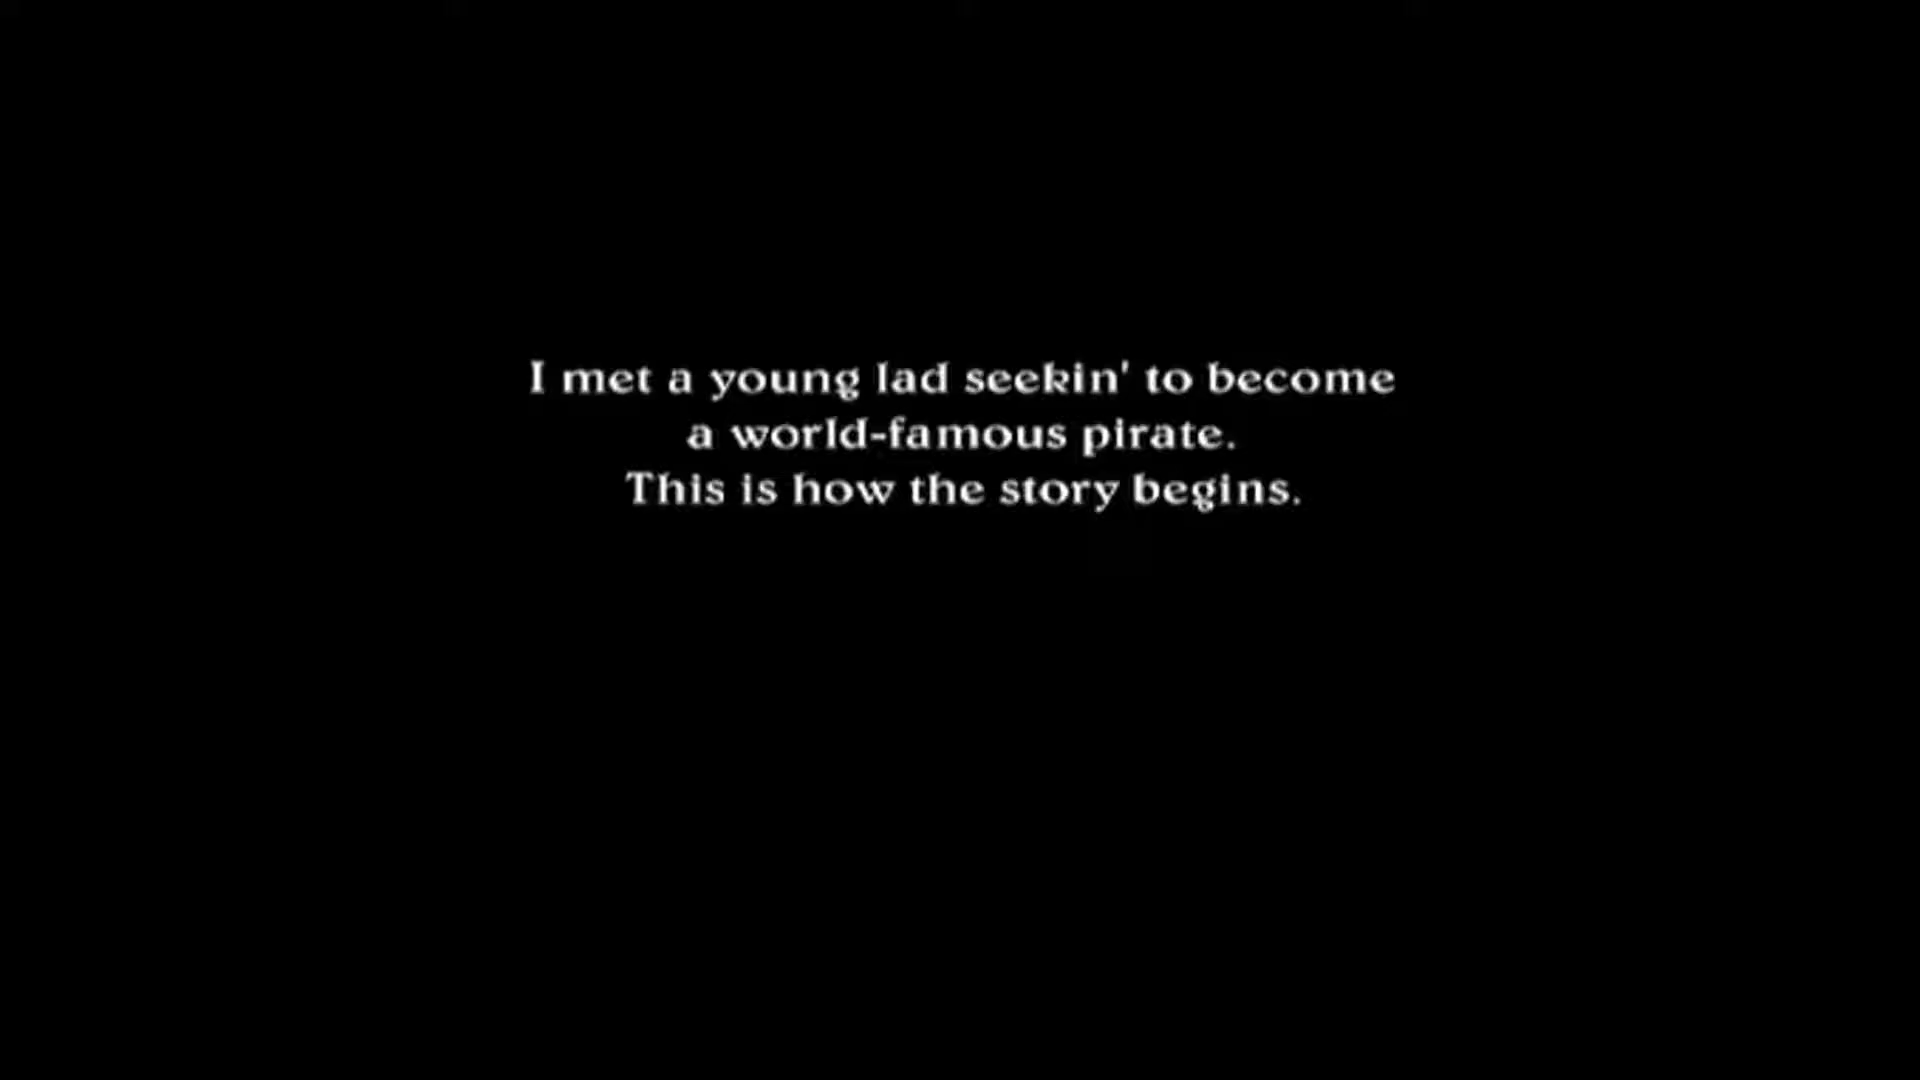 I met a young lad seekin' to become
a world-famous pirate.
This is how the story begins.